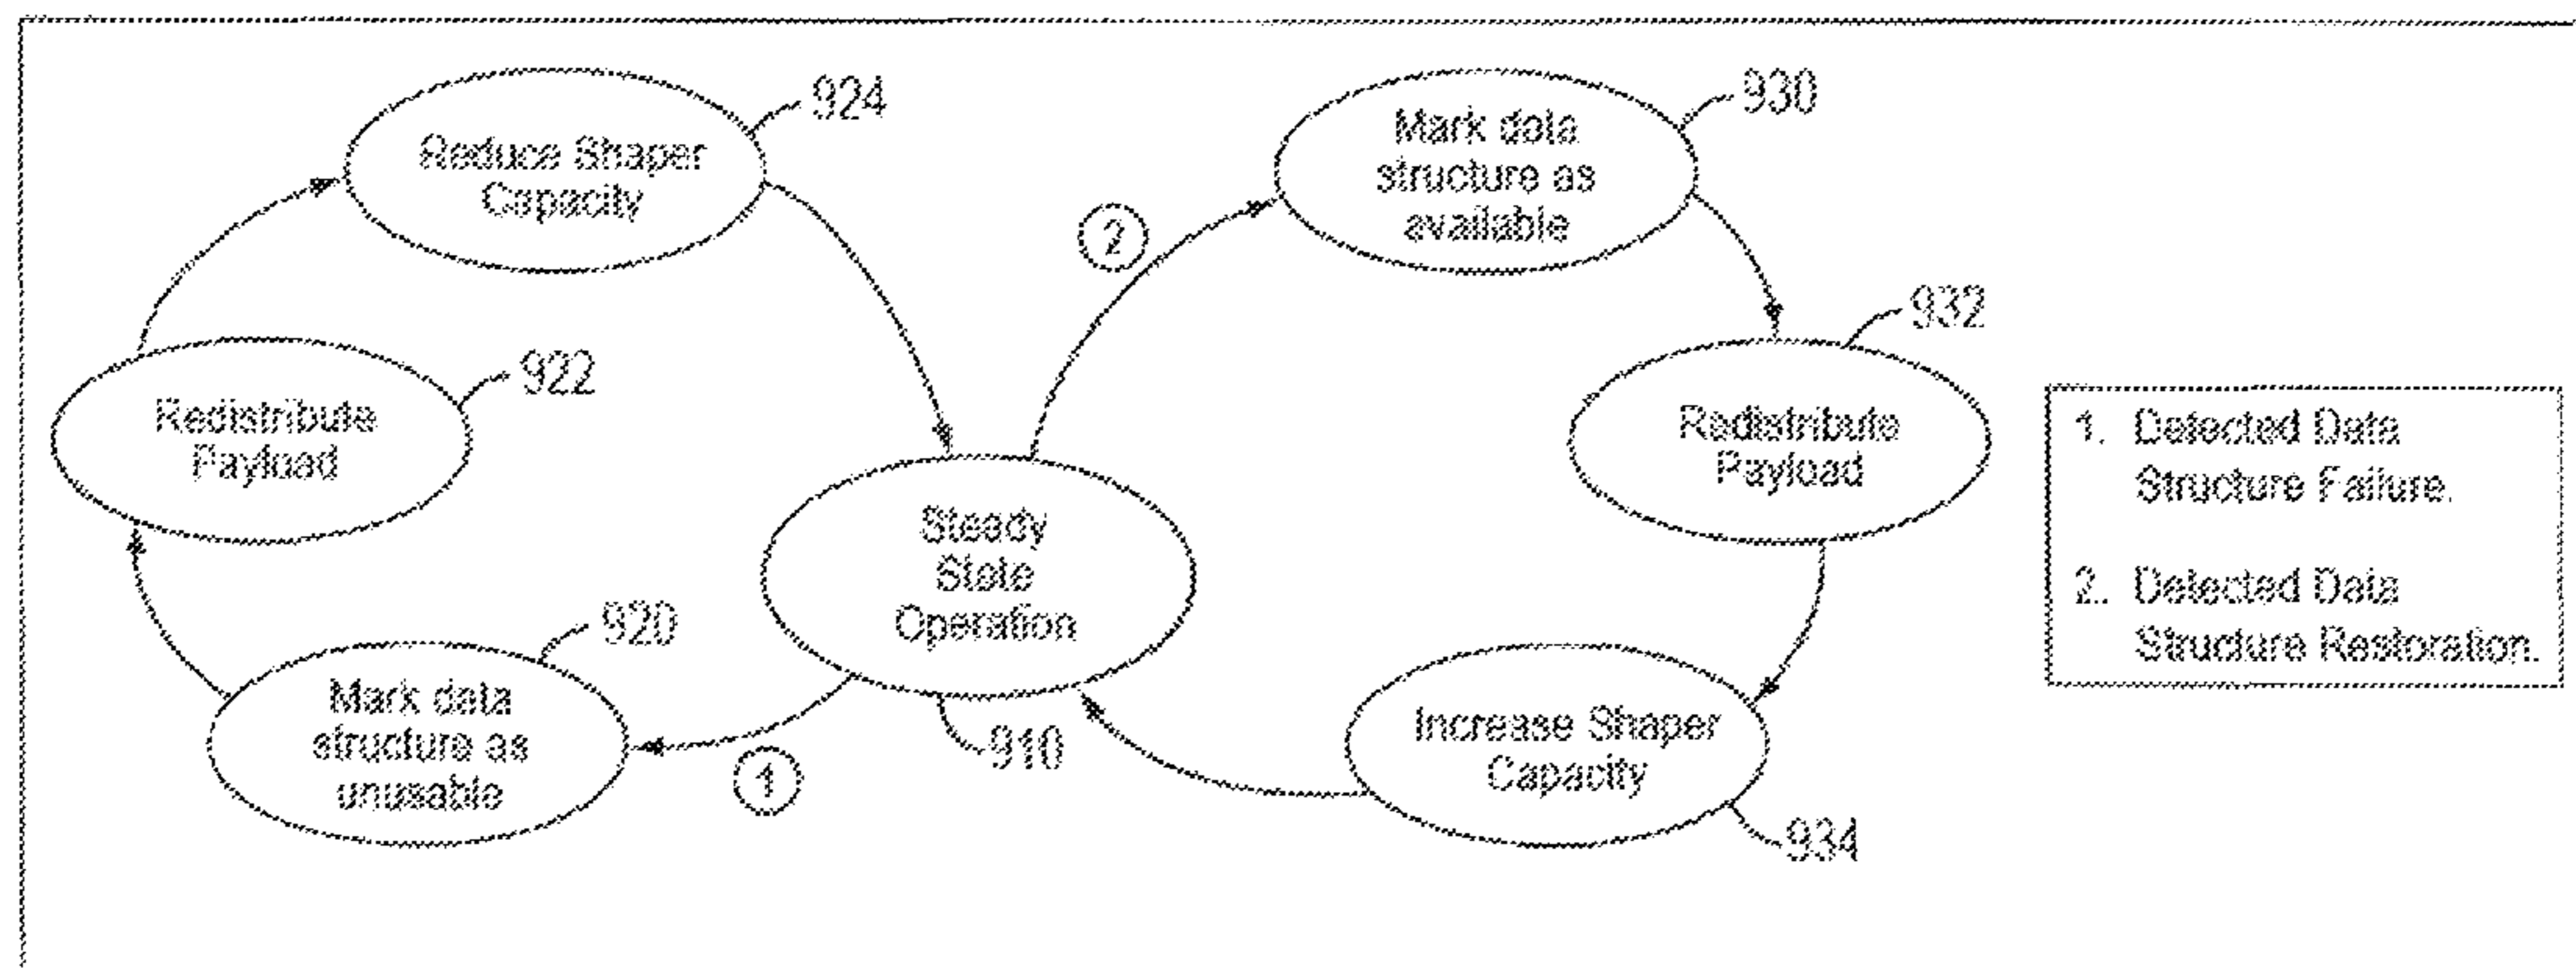 924
Reduce Shaper
Capacity
930
Mark data
structure as
available
2
932
Redistribute
Payload
922
Redistribute
Payload
1. Detected Data
Structure Failure.
2. Detected Data
Structure Restoration.
Steady
State
Operation
910
920
Mark data
structure as
unusable
1
Increase Shaper
Capacity
934